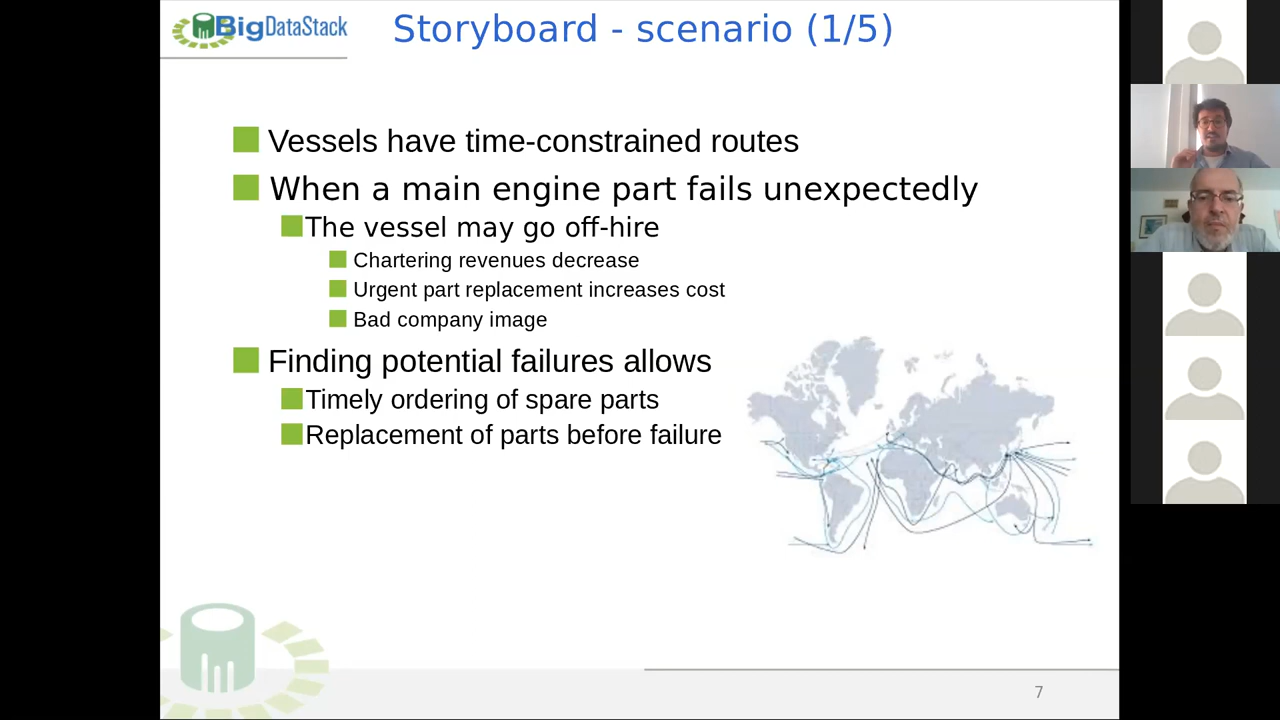 BigDataStack
Storyboard - scenario (1/5)
Vessels have time-constrained routes
When a main engine part fails unexpectedly
The vessel may go off-hire
Chartering revenues decrease
Urgent part replacement increases cost
Bad company image
Finding potential failures allows
Timely ordering of spare parts
Replacement of parts before failure
7